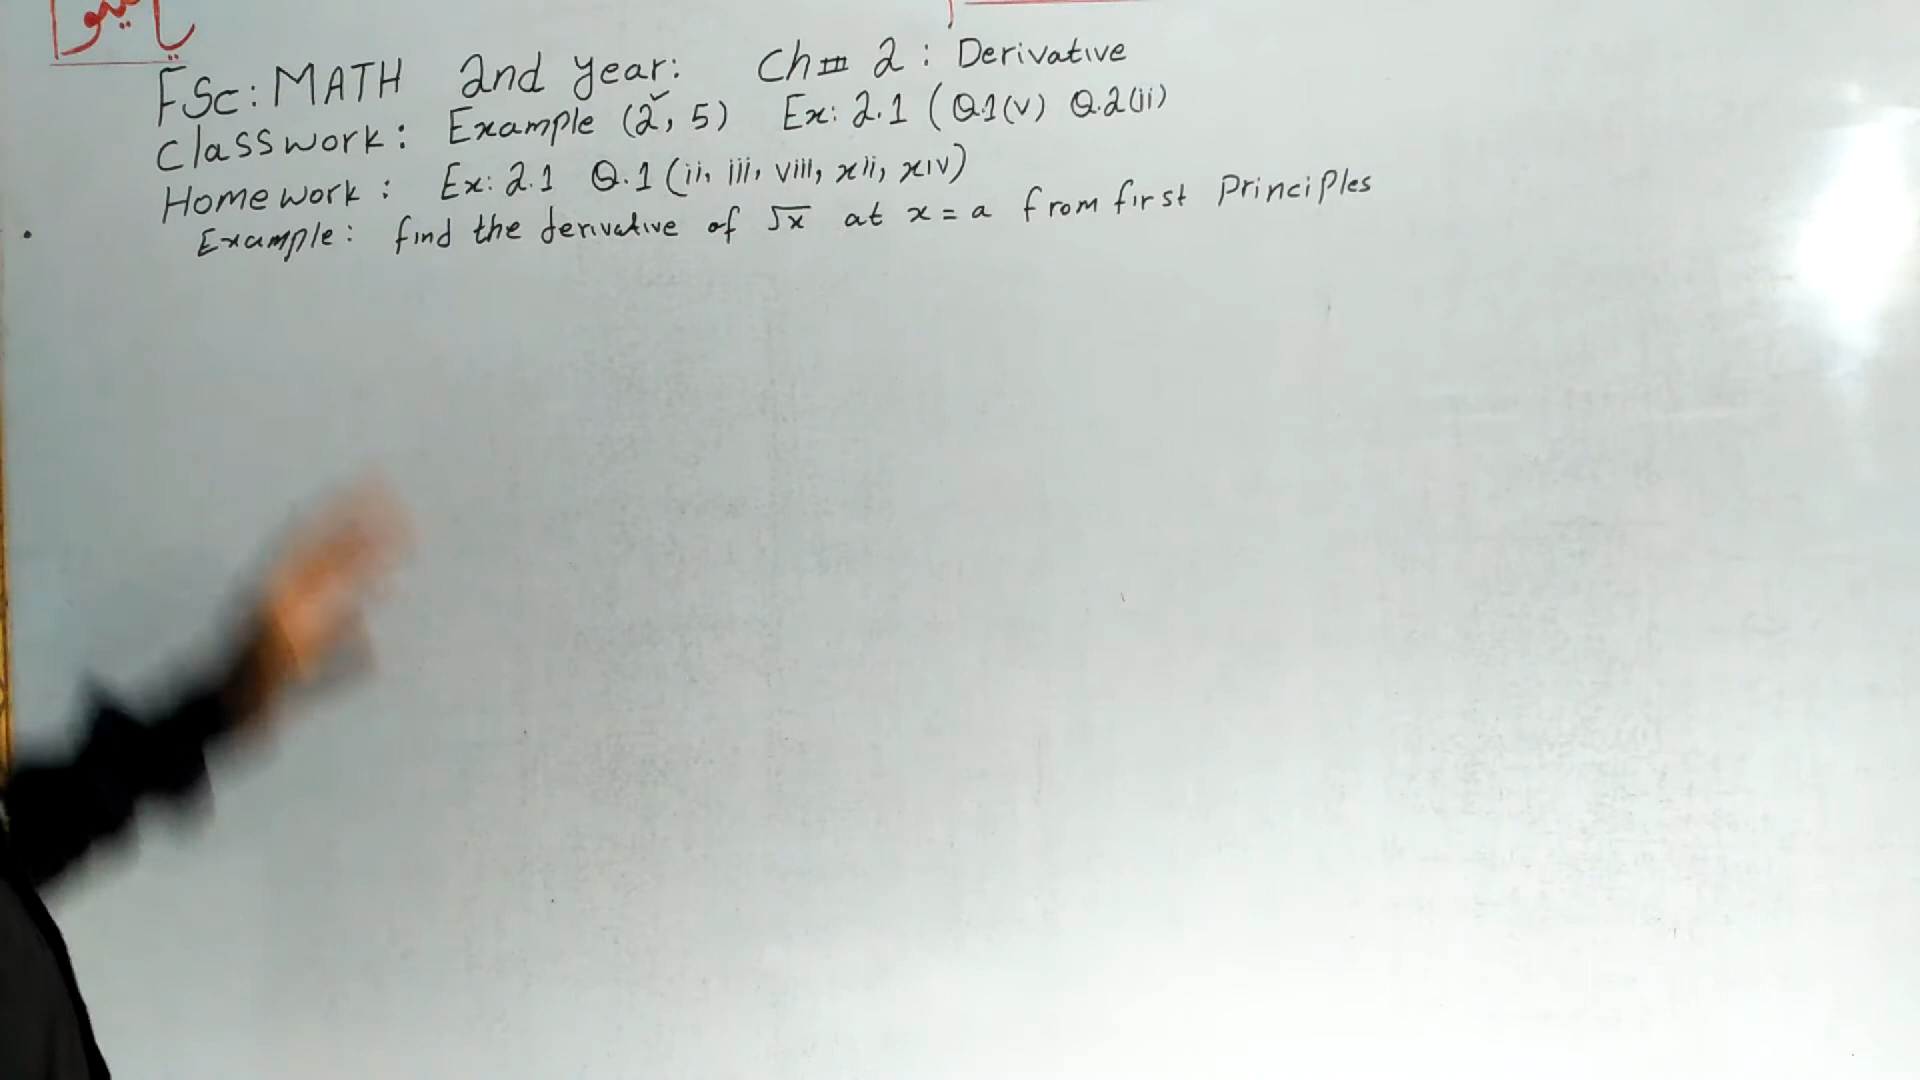 FSc: MATH 2nd year: Ch# 2: Derivative
Classwork: Example (2, 5) Ex: 2.1 (Q.1(v) Q.2(ii)
Homework: Ex: 2.1 Q.1 (ii, iii, viii, xii, xiv)
Example: find the derivative of √x at x = a from first Principles